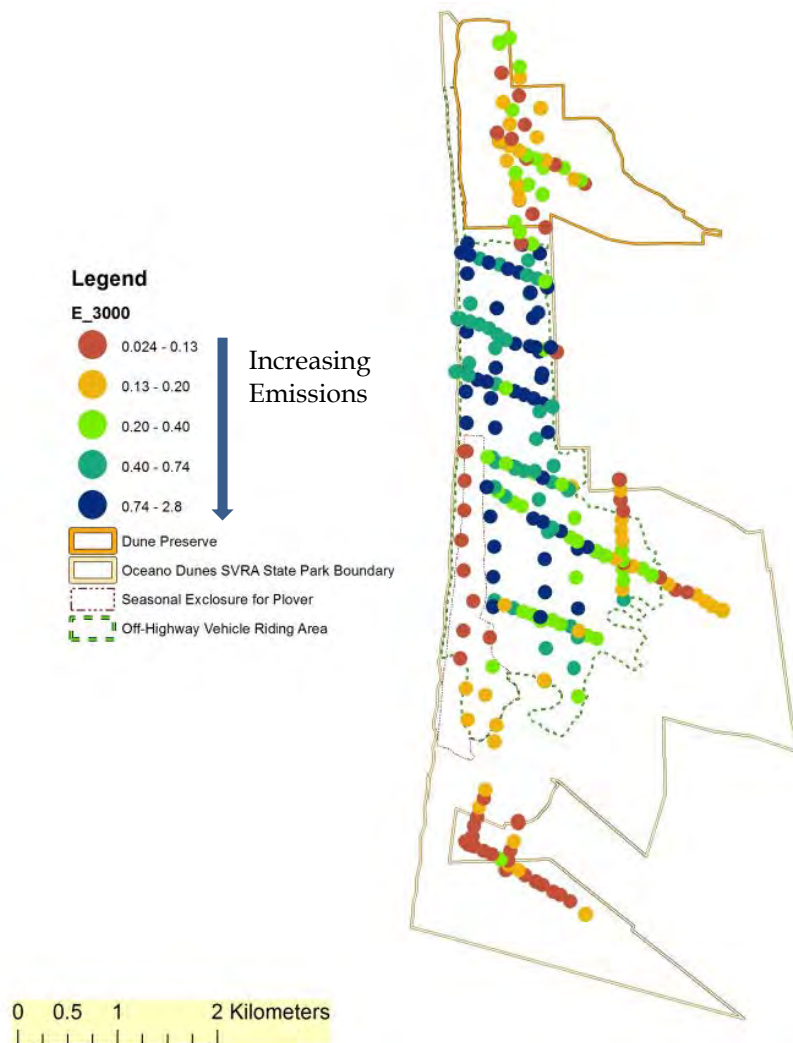 Legend
E_3000
0.024 - 0.13
0.13 - 0.20
0.20 - 0.40
0.40 - 0.74
0.74 - 2.8
Increasing
Emissions
Dune Preserve
Oceano Dunes SVRA State Park Boundary
Seasonal Exclosure for Plover
Off-Highway Vehicle Riding Area
0 0.5 1 2 Kilometers